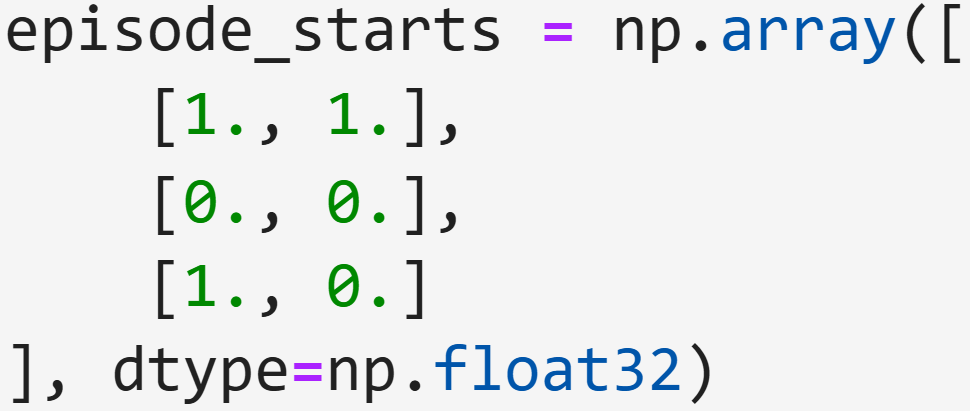 episode_starts = np.array([
    [1., 1.],
    [0., 0.],
    [1., 0.]
], dtype=np.float32)